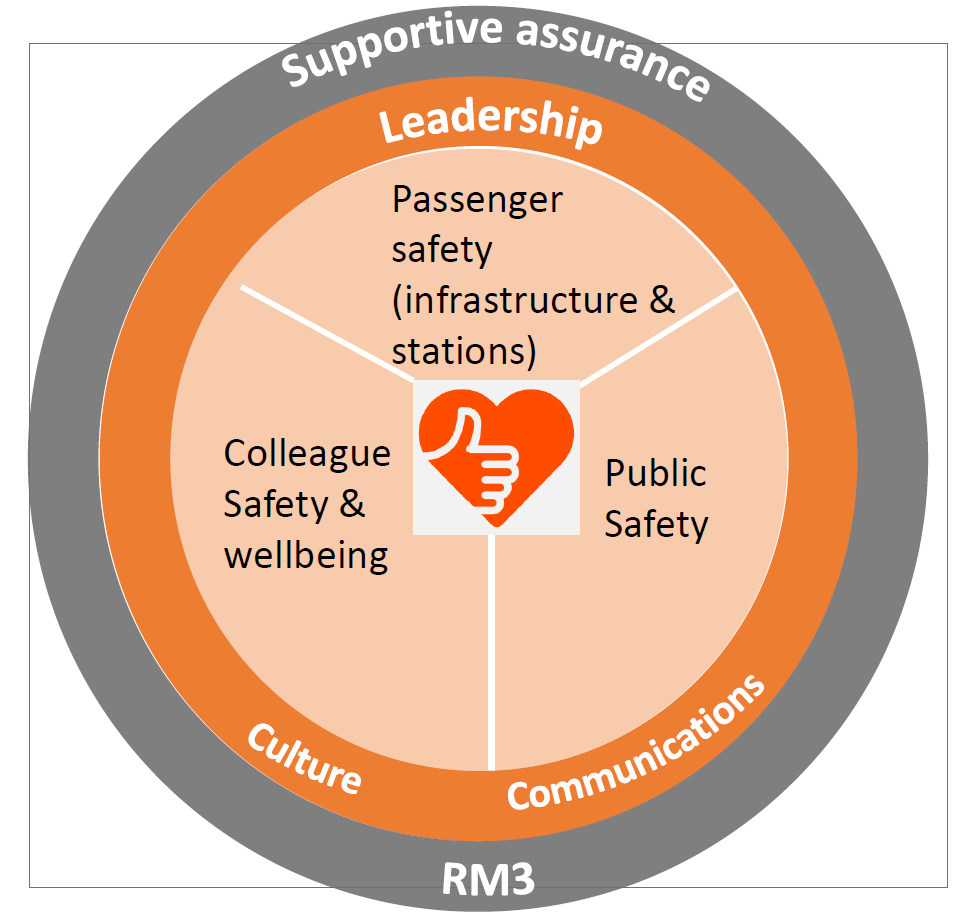 Supportive assurance
Leadership
Passenger
safety
(infrastructure &
stations)
Colleague
Safety &
wellbeing
Public
Safety
Culture
Communications
RM3